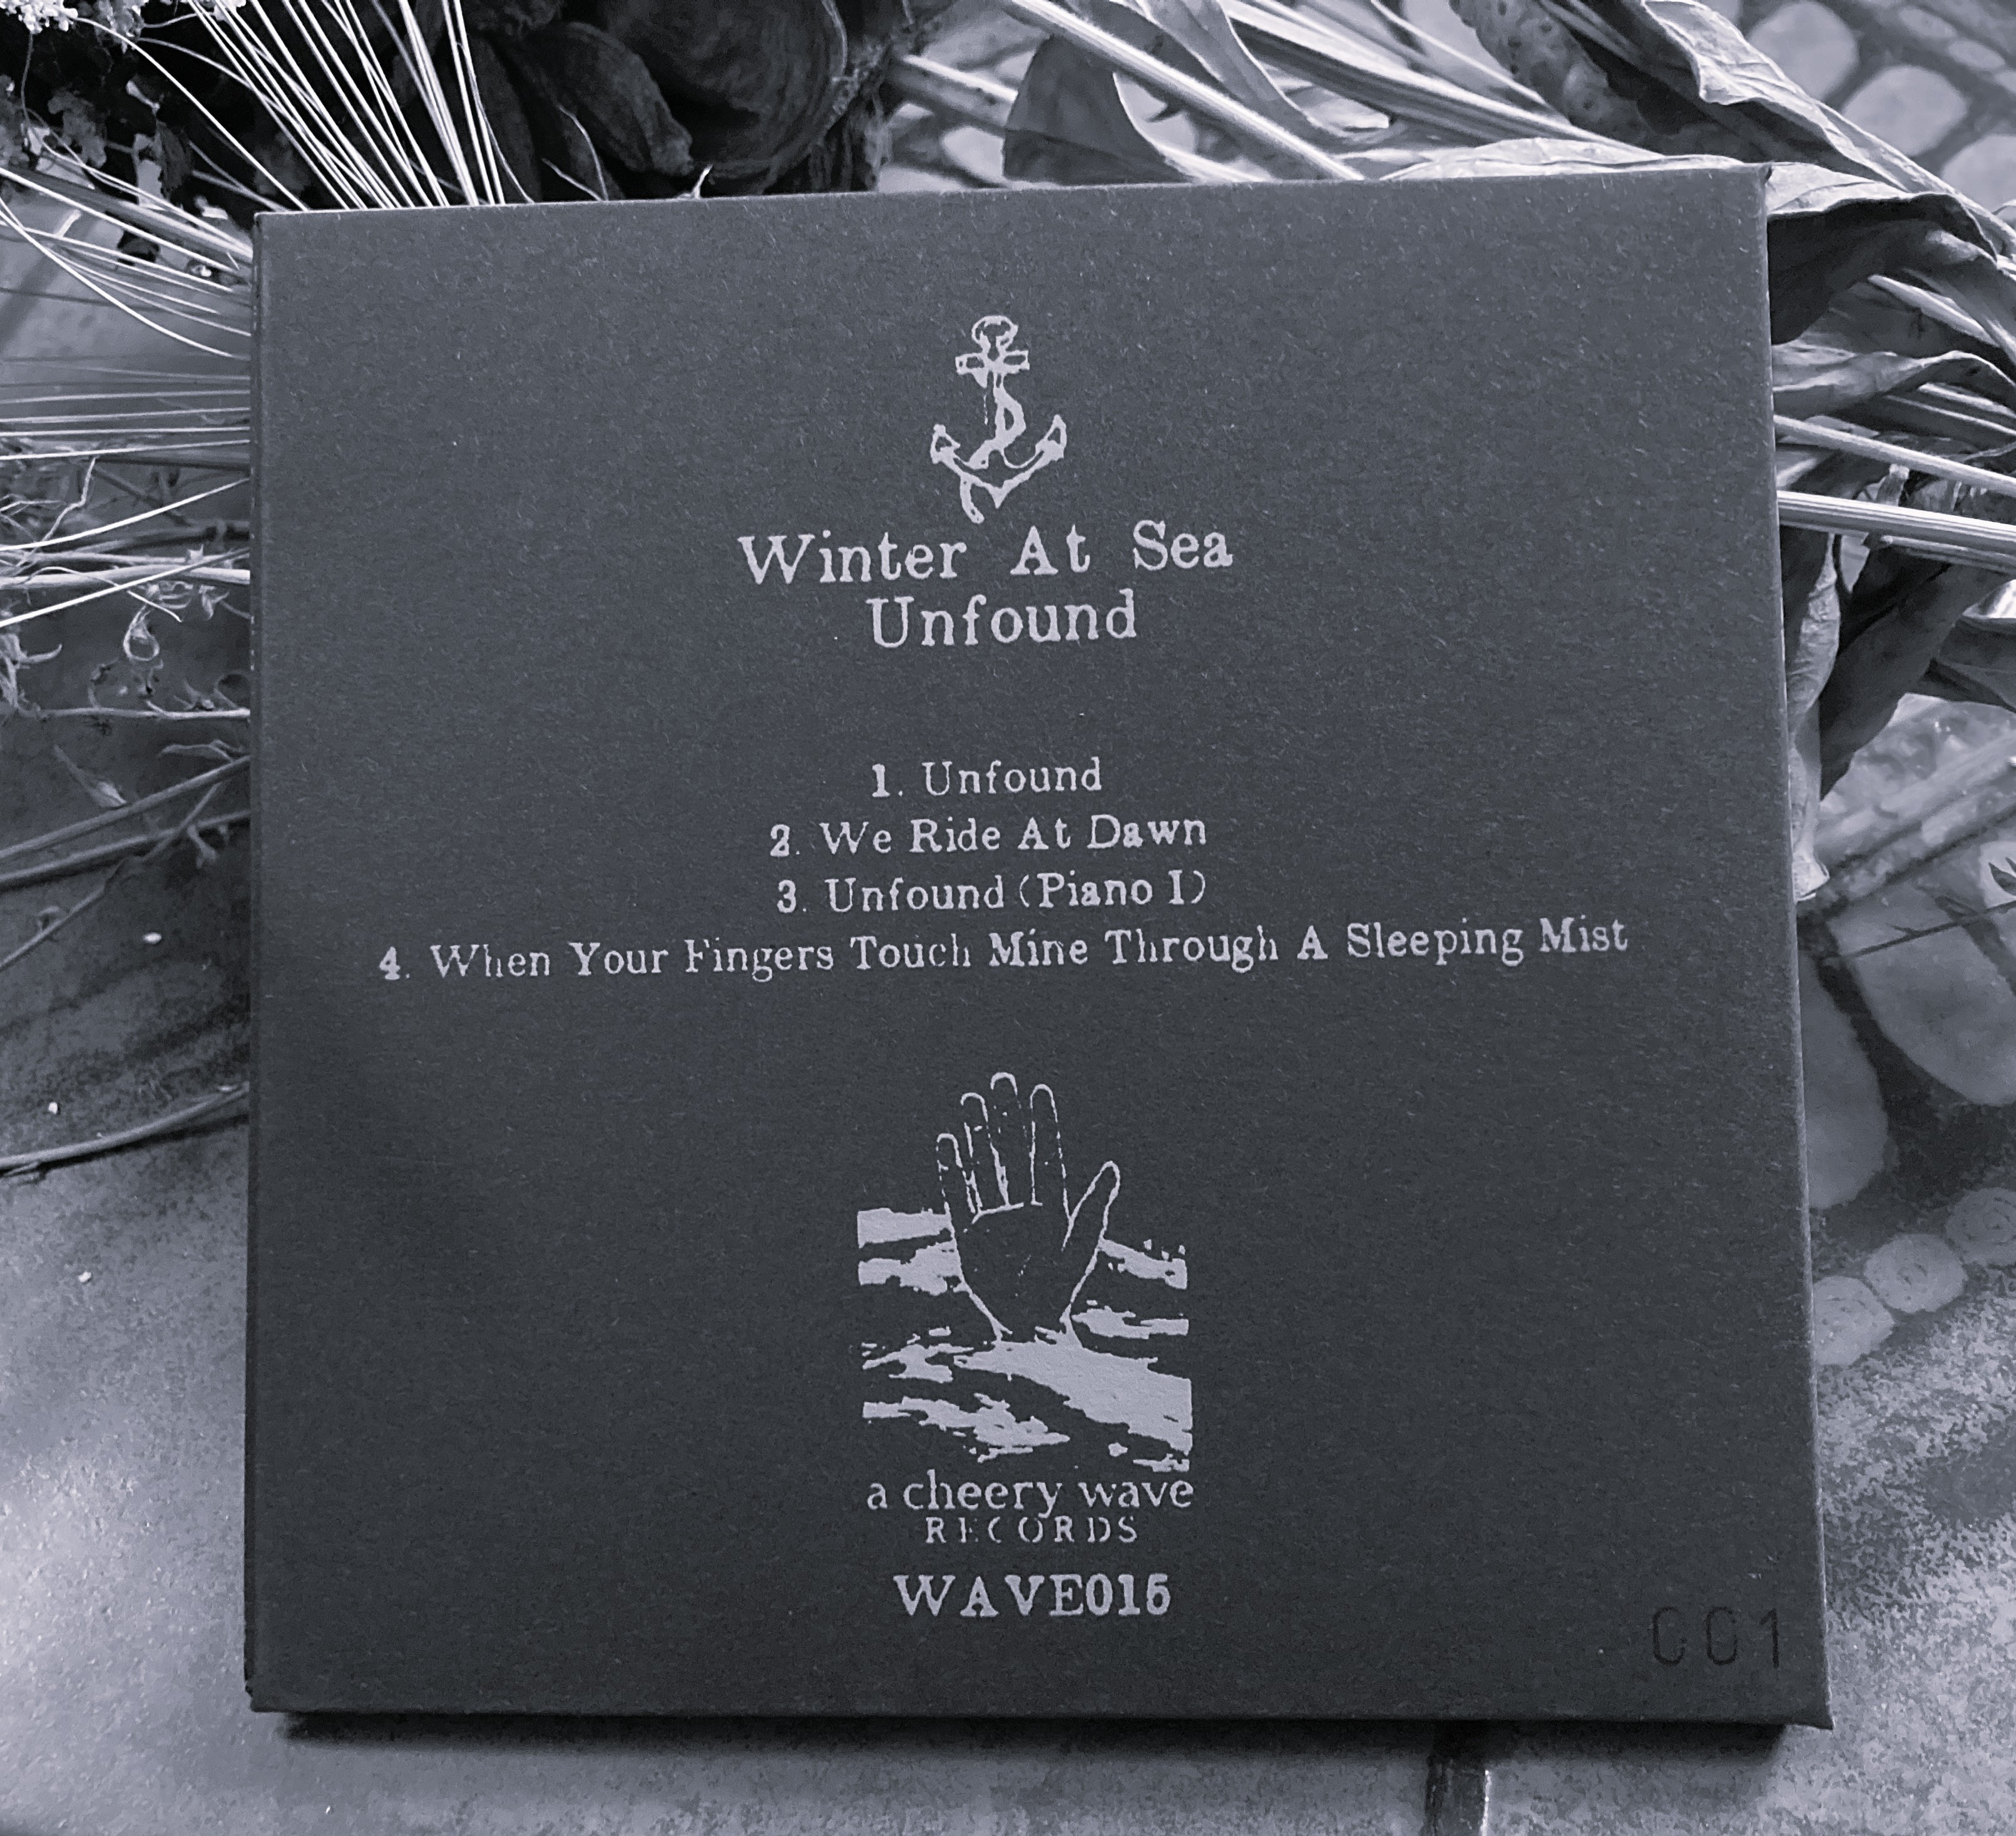 Winter At Sea
Unfound
1. Unfound
2. We Ride At Dawn
3. Unfound (Piano I)
4. When Your Fingers Touch Mine Through A Sleeping Mist
a cheery wave
RECORDS
WAVE015
001